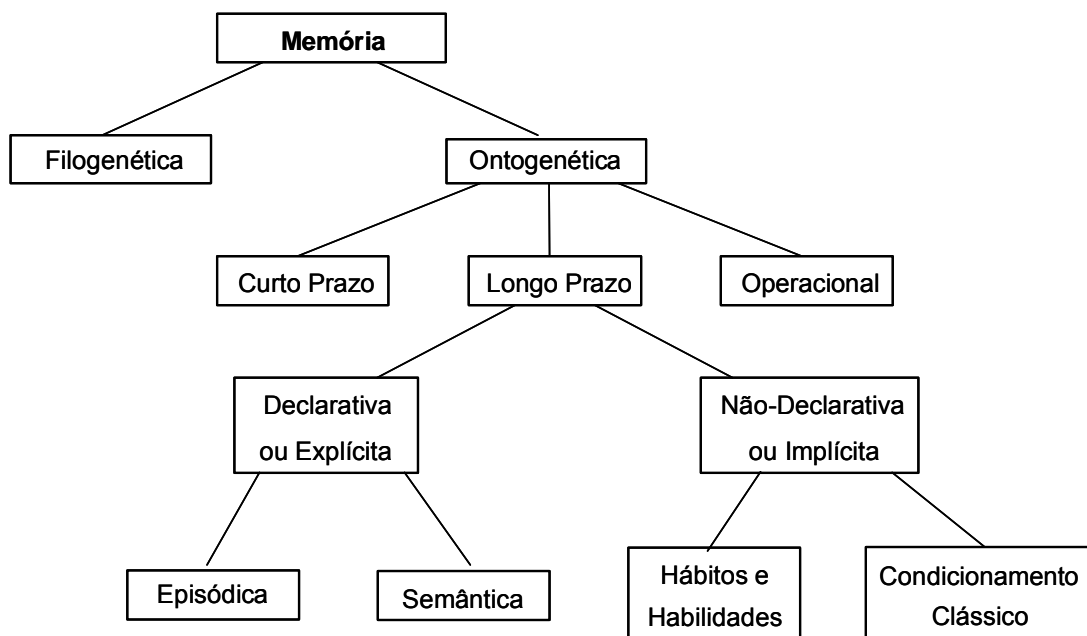 Memória
Filogenética
Ontogenética
Curto Prazo
Longo Prazo
Operacional
Declarativa
ou Explícita
Não-Declarativa
ou Implícita
Episódica
Semântica
Hábitos e
Habilidades
Condicionamento
Clássico